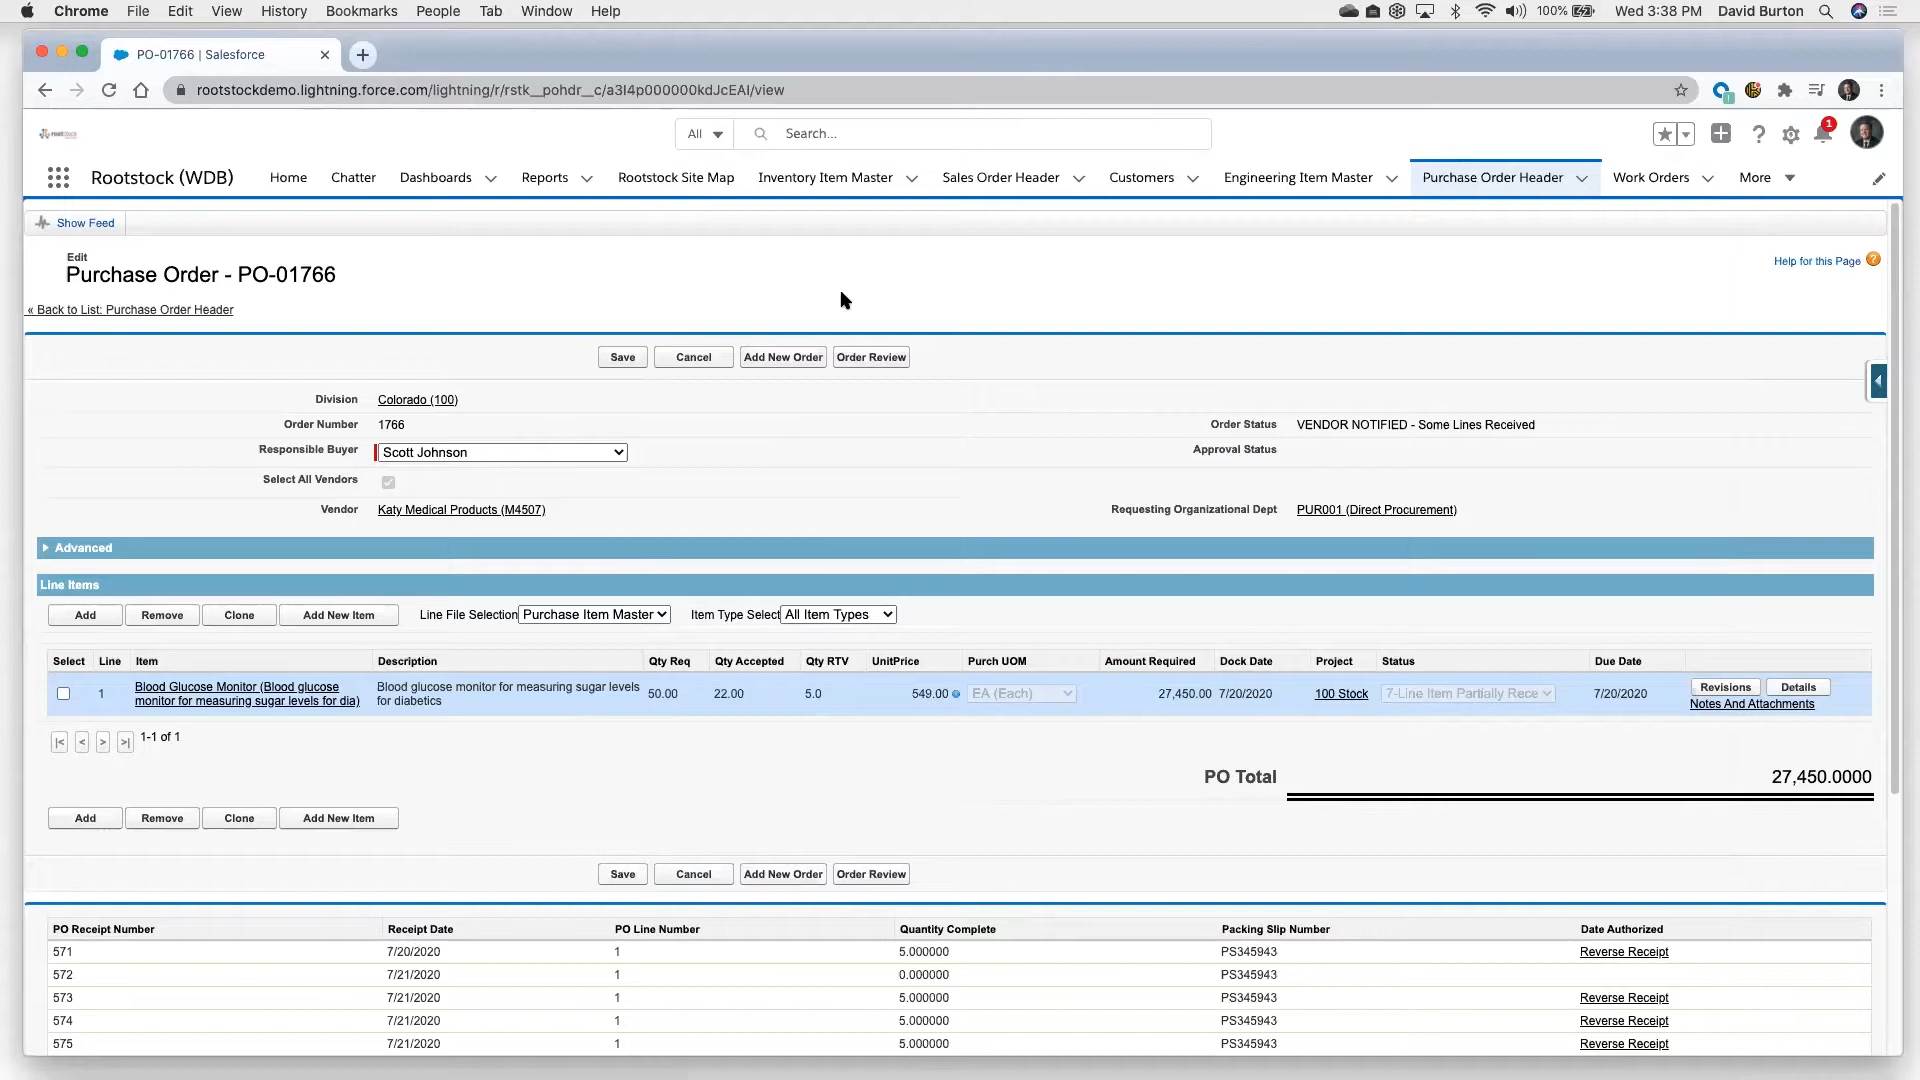 Chrome File Edit View History Bookmarks People Tab Window Help 100% Wed 3:38 PM David Burton
PO-01766 | Salesforce
rootstockdemo.lightning.force.com/lightning/r/rstk__pohdr__c/a3I4p000000kdJcEAI/view
All Search... 1
Rootstock (WDB) Home Chatter Dashboards Reports Rootstock Site Map Inventory Item Master Sales Order Header Customers Engineering Item Master Purchase Order Header Work Orders More
Show Feed
Edit
Purchase Order - PO-01766
Help for this Page ?
« Back to List: Purchase Order Header
Save Cancel Add New Order Order Review
Division Colorado (100)
Order Number 1766 Order Status VENDOR NOTIFIED - Some Lines Received
Responsible Buyer Scott Johnson Approval Status
Select All Vendors
Vendor Katy Medical Products (M4507) Requesting Organizational Dept PUR001 (Direct Procurement)
Advanced
Line Items
Add Remove Clone Add New Item Line File Selection Purchase Item Master Item Type Select All Item Types
Select Line Item Description Qty Req Qty Accepted Qty RTV UnitPrice Purch UOM Amount Required Dock Date Project Status Due Date
1 Blood Glucose Monitor (Blood glucose Blood glucose monitor for measuring sugar levels 50.00 22.00 5.0 549.00 EA (Each) 27,450.00 7/20/2020 100 Stock 7-Line Item Partially Rece 7/20/2020 Revisions Details
monitor for measuring sugar levels for dia) for diabetics Notes And Attachments
|< < > >| 1-1 of 1
PO Total 27,450.0000
Add Remove Clone Add New Item
Save Cancel Add New Order Order Review
PO Receipt Number Receipt Date PO Line Number Quantity Complete Packing Slip Number Date Authorized
571 7/20/2020 1 5.000000 PS345943 Reverse Receipt
572 7/21/2020 1 0.000000 PS345943
573 7/21/2020 1 5.000000 PS345943 Reverse Receipt
574 7/21/2020 1 5.000000 PS345943 Reverse Receipt
575 7/21/2020 1 5.000000 PS345943 Reverse Receipt